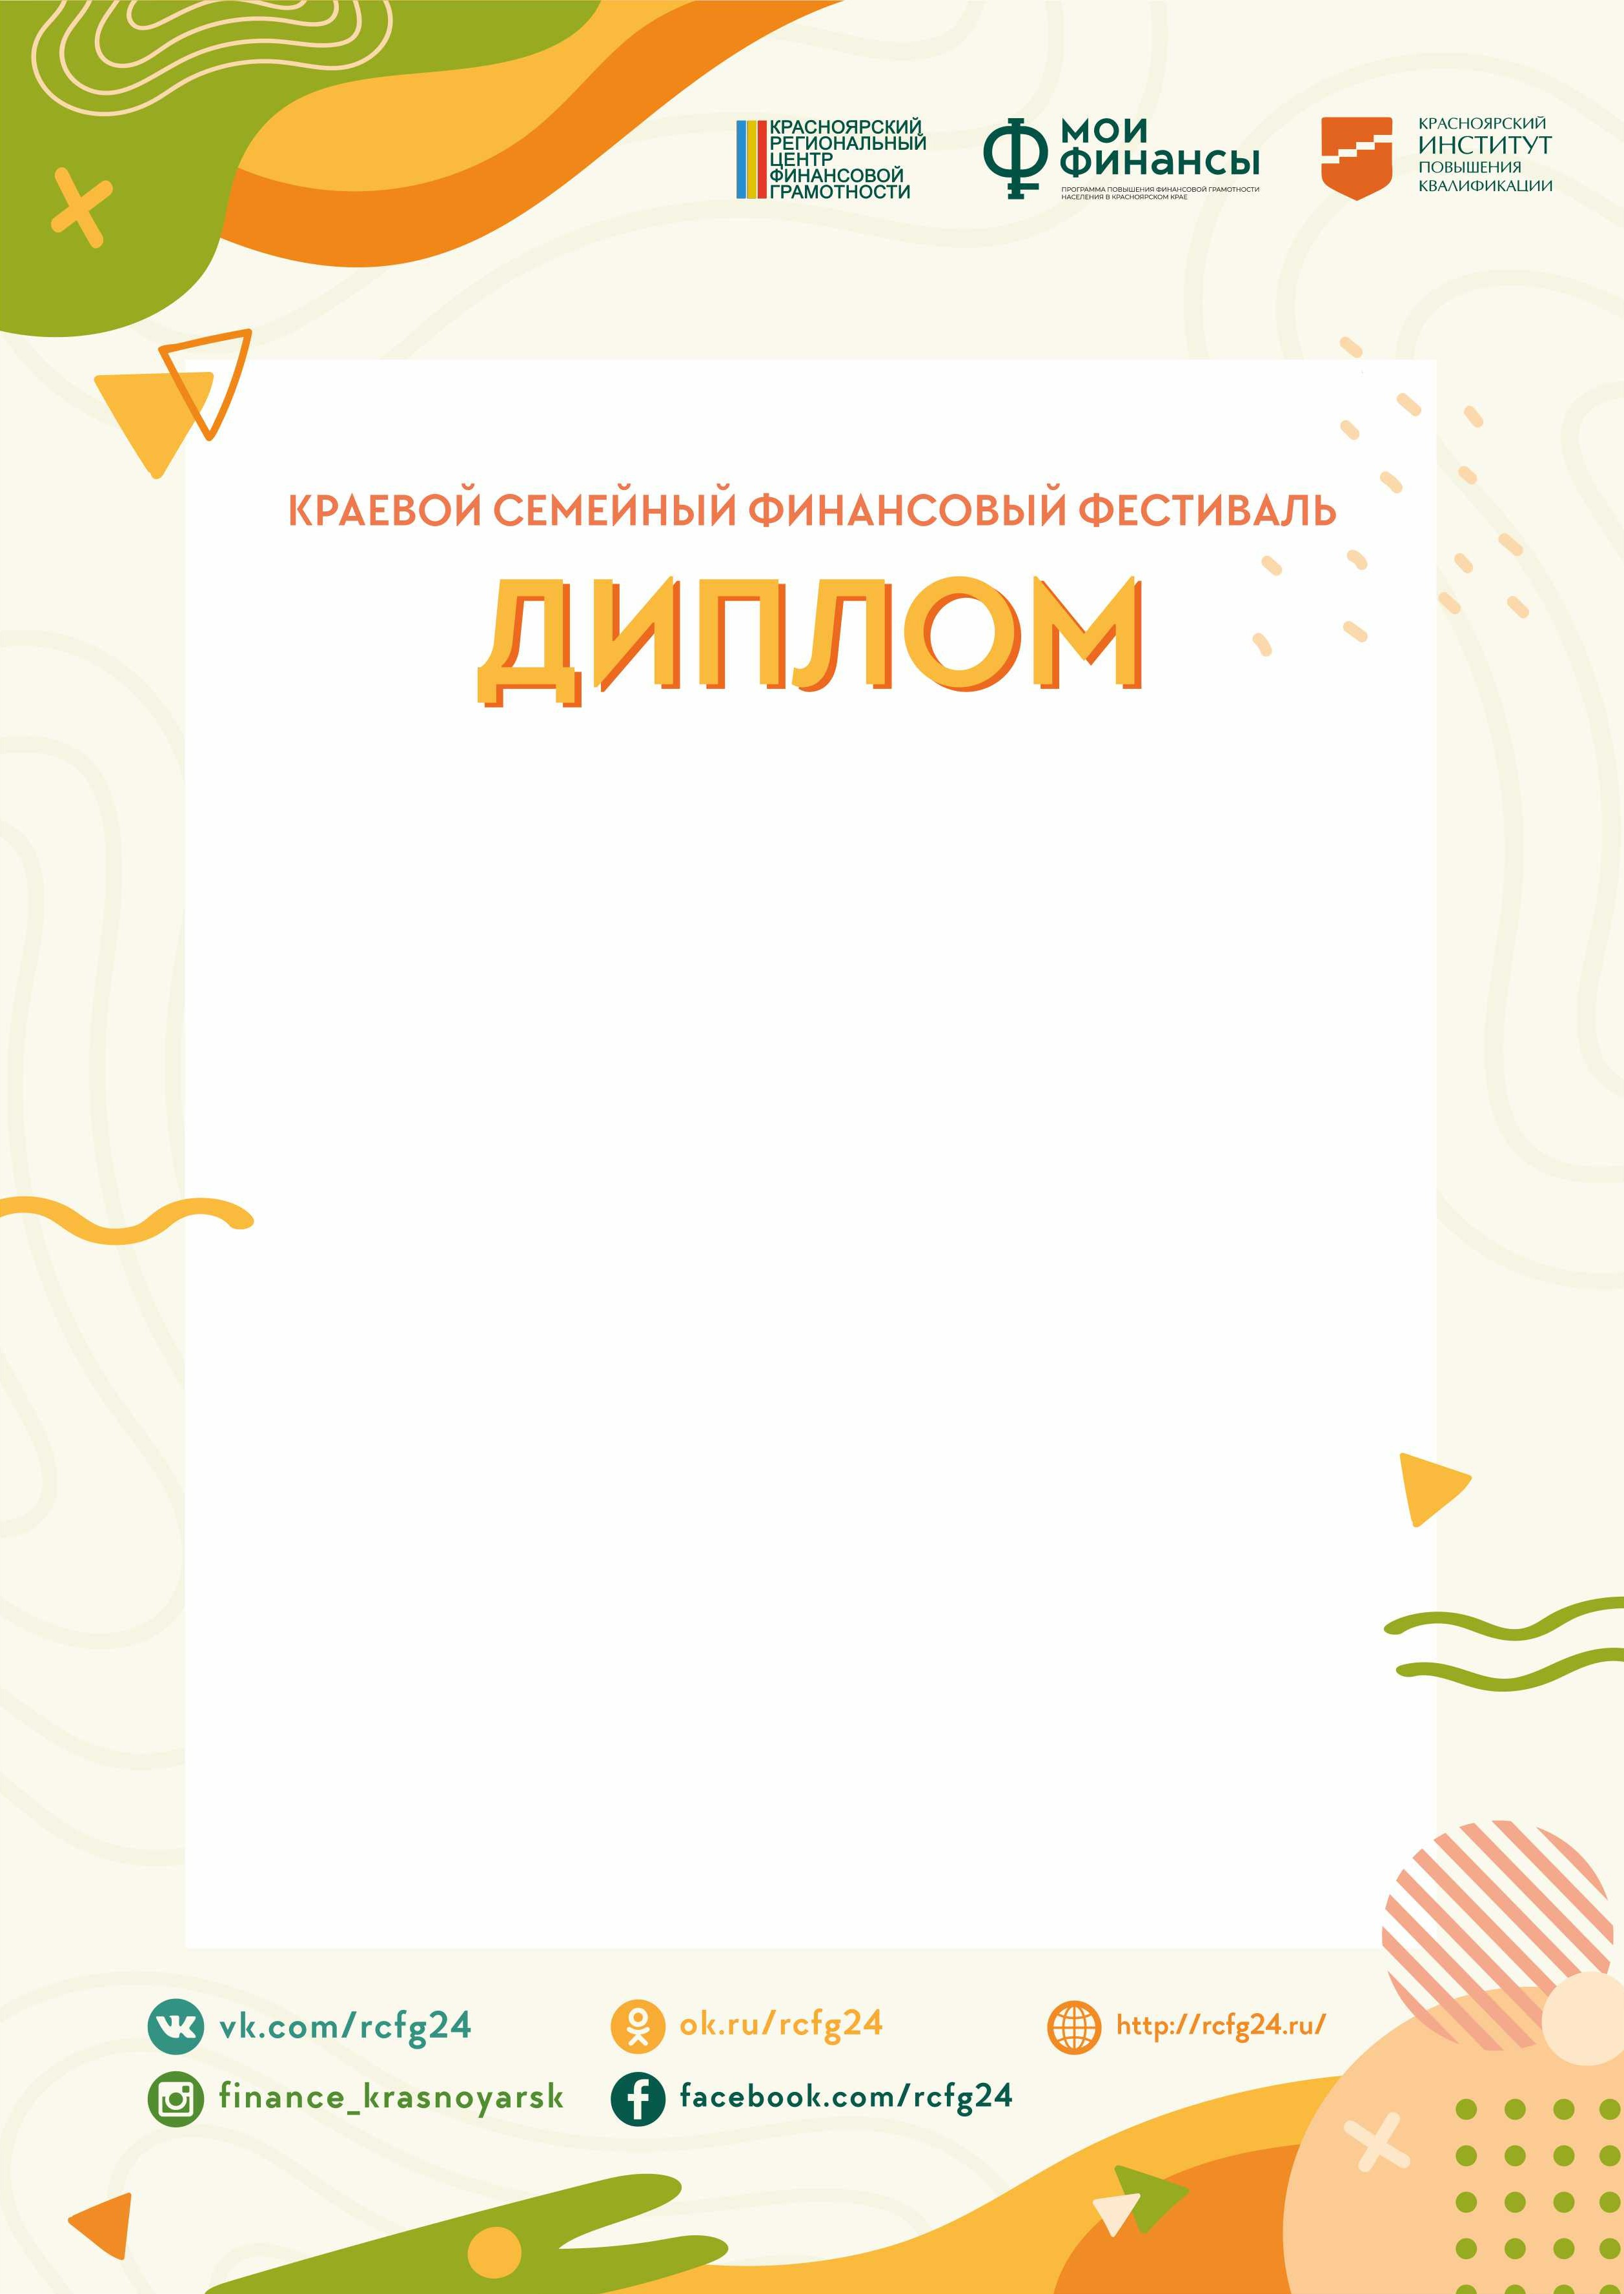 КРАСНОЯРСКИЙ
РЕГИОНАЛЬНЫЙ
ЦЕНТР
ФИНАНСОВОЙ
ГРАМОТНОСТИ
МОИ
ФИНАНСЫ
ПРОГРАММА ПОВЫШЕНИЯ ФИНАНСОВОЙ ГРАМОТНОСТИ
НАСЕЛЕНИЯ В КРАСНОЯРСКОМ КРАЕ
КРАСНОЯРСКИЙ
ИНСТИТУТ
ПОВЫШЕНИЯ
КВАЛИФИКАЦИИ
КРАЕВОЙ СЕМЕЙНЫЙ ФИНАНСОВЫЙ ФЕСТИВАЛЬ
ДИПЛОМ
vk.com/rcfg24
ok.ru/rcfg24
http://rcfg24.ru/
finance_krasnoyarsk
facebook.com/rcfg24